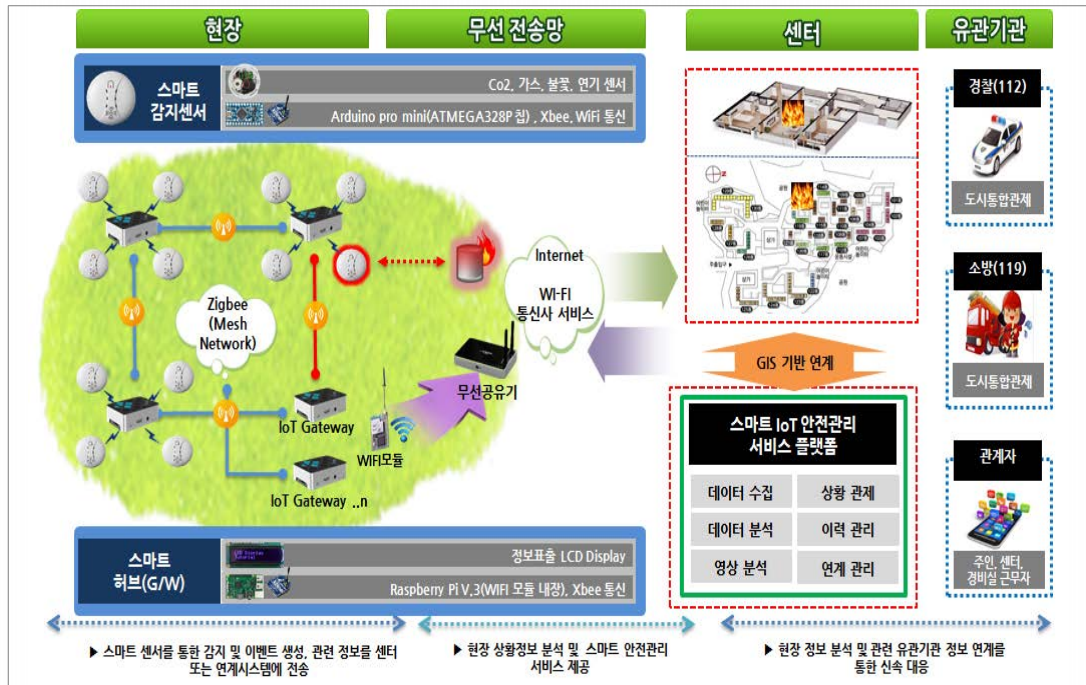 현장
무선 전송망
센터
유관기관
스마트
감지센서
Co2, 가스, 불꽃, 연기 센서
Arduino pro mini(ATMEGA328P칩) , Xbee, WiFi 통신
경찰(112)
도시통합관제
소방(119)
도시통합관제
관계자
주인, 센터,
경비실 근무자
Zigbee
(Mesh
Network)
Internet
WI-FI
통신사 서비스
무선공유기
IoT Gateway
WIFI모듈
IoT Gateway ..n
GIS 기반 연계
스마트 IoT 안전관리
서비스 플랫폼
데이터 수집
상황 관제
데이터 분석
이력 관리
영상 분석
연계 관리
스마트
허브(G/W)
정보표출 LCD Display
Raspberry Pi V.3(WIFI 모듈 내장), Xbee 통신
▶ 스마트 센서를 통한 감지 및 이벤트 생성, 관련 정보를 센터
또는 연계시스템에 전송
▶ 현장 상황정보 분석 및 스마트 안전관리
서비스 제공
▶ 현장 정보 분석 및 관련 유관기관 정보 연계를
통한 신속 대응